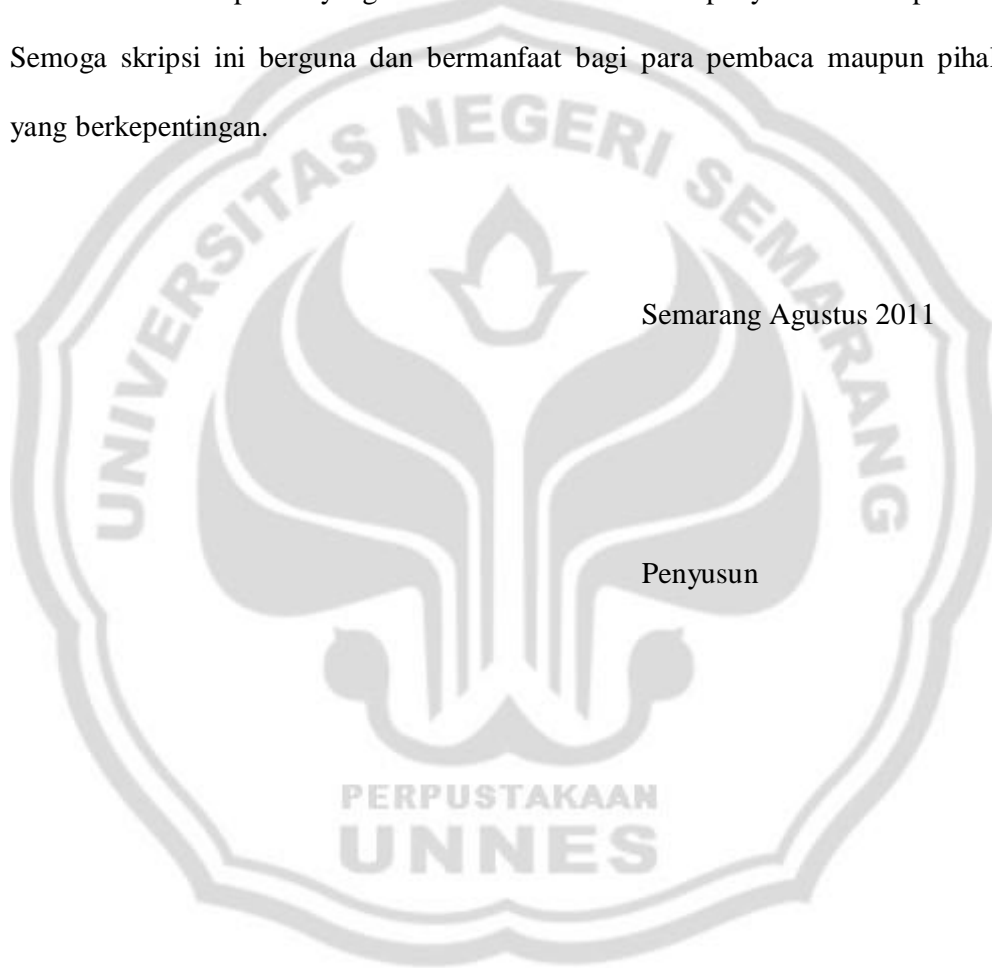 Semoga skripsi ini berguna dan bermanfaat bagi para pembaca maupun
yang berkepentingan.
UNIVERSITAS NEGERI SEMARANG
Semarang Agustus 2011
Penyusun
PERPUSTAKAAN
UNNES